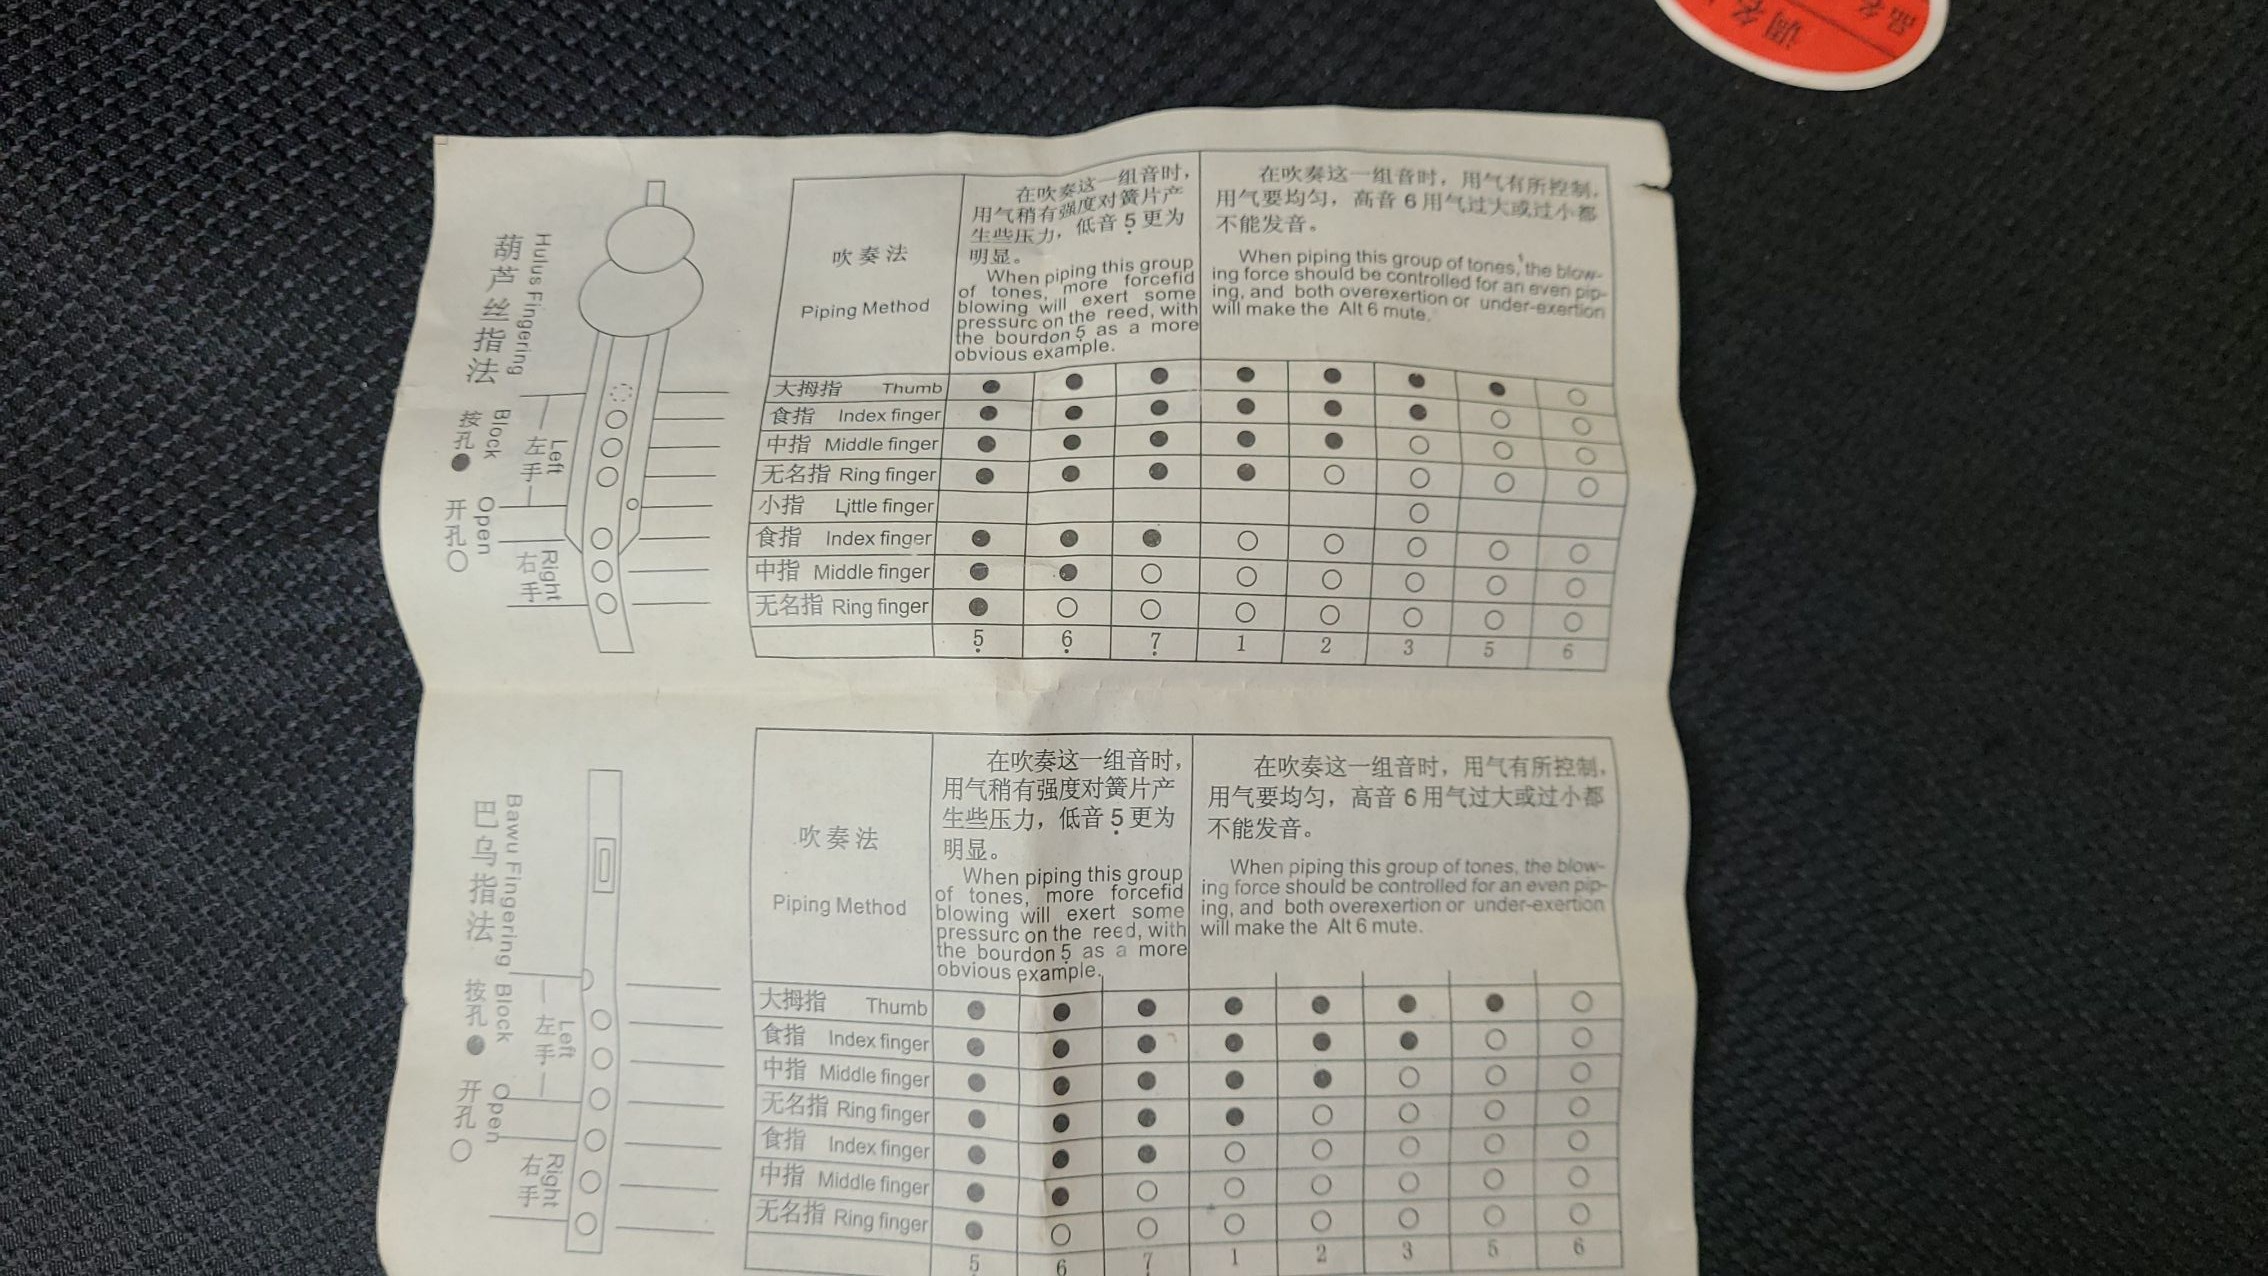 调名
品名
葫芦丝指法
Hulus Fingering
按孔 ●
Block
开孔 ○
Open
左手
Left
右手
Right
吹奏法
Piping Method
在吹奏这一组音时,
用气稍有强度对簧片产
生些压力, 低音 5̣ 更为
明显。
When piping this group
of tones, more forcefid
blowing will exert some
pressurc on the reed, with
the bourdon 5̣ as a more
obvious example.
在吹奏这一组音时, 用气有所控制,
用气要均匀, 高音 6 用气过大或过小都
不能发音。
When piping this group of tones, the blow-
ing force should be controlled for an even pip-
ing, and both overexertion or under-exertion
will make the Alt 6 mute.
大拇指 Thumb ● ● ● ● ● ● ● ○
食指 Index finger ● ● ● ● ● ● ○ ○
中指 Middle finger ● ● ● ● ● ○ ○ ○
无名指 Ring finger ● ● ● ● ○ ○ ○ ○
小指 Little finger ○
食指 Index finger ● ● ● ○ ○ ○ ○ ○
中指 Middle finger ● ● ○ ○ ○ ○ ○ ○
无名指 Ring finger ● ○ ○ ○ ○ ○ ○ ○
5̣ 6̣ 7̣ 1 2 3 5 6
巴乌指法
Bawu Fingering
按孔 ●
Block
开孔 ○
Open
左手
Left
右手
Right
吹奏法
Piping Method
在吹奏这一组音时,
用气稍有强度对簧片产
生些压力, 低音 5̣ 更为
明显。
When piping this group
of tones, more forcefid
blowing will exert some
pressurc on the reed, with
the bourdon 5̣ as a more
obvious example.
在吹奏这一组音时, 用气有所控制,
用气要均匀, 高音 6 用气过大或过小都
不能发音。
When piping this group of tones, the blow-
ing force should be controlled for an even pip-
ing, and both overexertion or under-exertion
will make the Alt 6 mute.
大拇指 Thumb ● ● ● ● ● ● ● ○
食指 Index finger ● ● ● ● ● ● ○ ○
中指 Middle finger ● ● ● ● ● ○ ○ ○
无名指 Ring finger ● ● ● ● ○ ○ ○ ○
食指 Index finger ● ● ● ○ ○ ○ ○ ○
中指 Middle finger ● ● ○ ○ ○ ○ ○ ○
无名指 Ring finger ● ○ ○ ○ ○ ○ ○ ○
5̣ 6 7 1 2 3 5 6